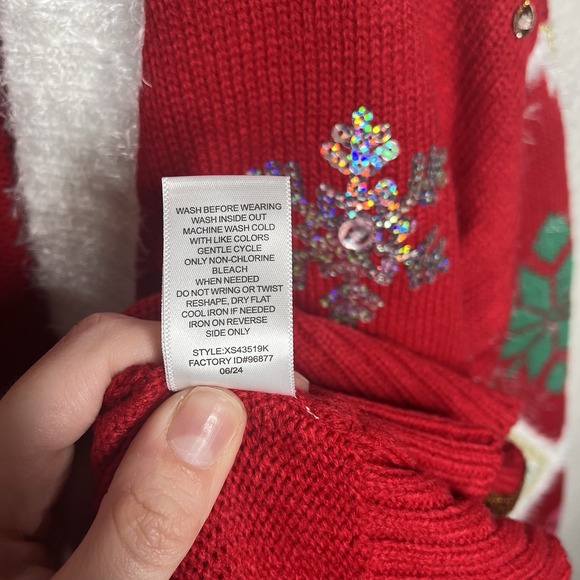 WASH BEFORE WEARING
WASH INSIDE OUT
MACHINE WASH COLD
WITH LIKE COLORS
GENTLE CYCLE
ONLY NON-CHLORINE
BLEACH
WHEN NEEDED
DO NOT WRING OR TWIST
RESHAPE, DRY FLAT
COOL IRON IF NEEDED
IRON ON REVERSE
SIDE ONLY
STYLE:XS43519K
FACTORY ID#96877
06/24